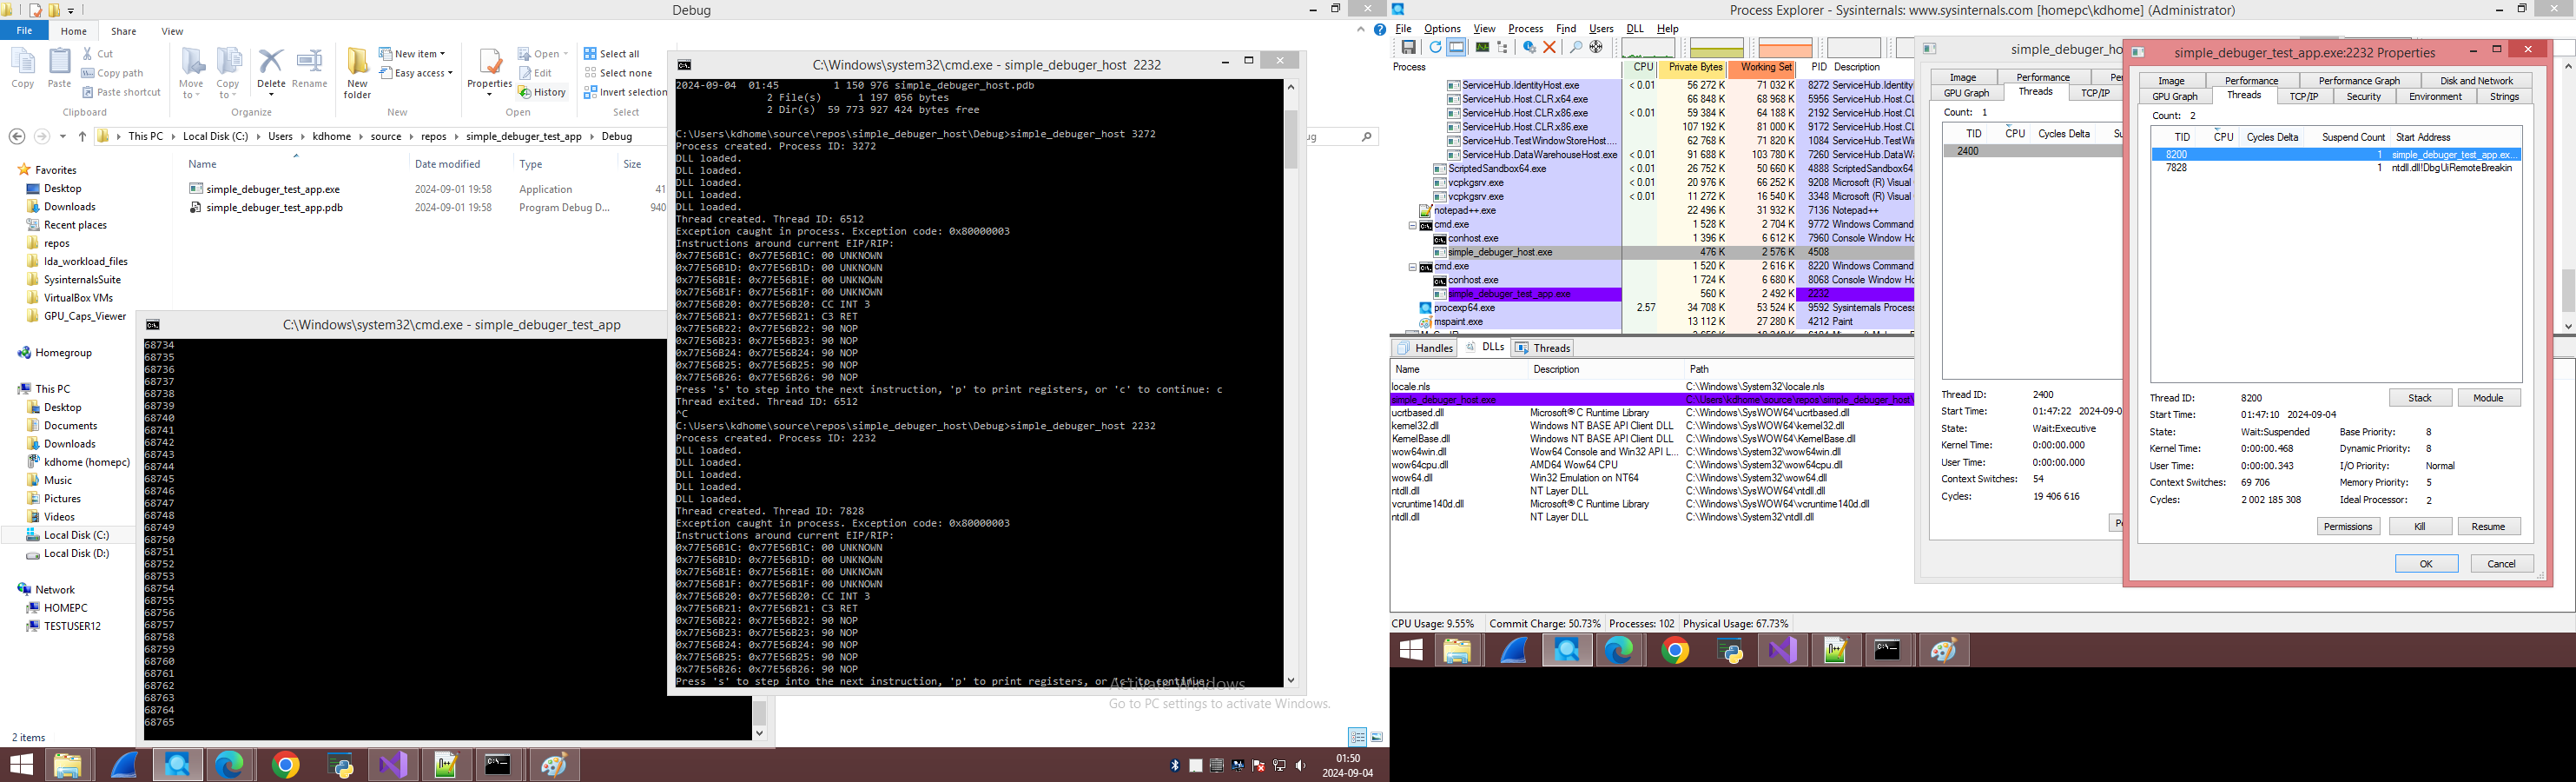 Debug
File Home Share View
Copy
Paste
Cut
Copy path
Paste shortcut
Clipboard
Move to
Copy to
Delete
Rename
Organize
New folder
New item
Easy access
New
Properties
Open
Edit
History
Open
Select all
Select none
Invert selection
Select
This PC Local Disk (C:) Users kdhome source repos simple_debuger_test_app Debug
Name Date modified Type Size
simple_debuger_test_app.exe 2024-09-01 19:58 Application 41
simple_debuger_test_app.pdb 2024-09-01 19:58 Program Debug D... 940
Favorites
Desktop
Downloads
Recent places
repos
Ida_workload_files
SysinternalsSuite
VirtualBox VMs
GPU_Caps_Viewer
Homegroup
This PC
Desktop
Documents
Downloads
kdhome (homepc)
Music
Pictures
Videos
Local Disk (C:)
Local Disk (D:)
Network
HOMEPC
TESTUSER12
2 items
C:\Windows\system32\cmd.exe - simple_debuger_test_app
68734
68735
68736
68737
68738
68739
68740
68741
68742
68743
68744
68745
68746
68747
68748
68749
68750
68751
68752
68753
68754
68755
68756
68757
68758
68759
68760
68761
68762
68763
68764
68765
C:\Windows\system32\cmd.exe - simple_debuger_host 2232
2024-09-04 01:45 1 150 976 simple_debuger_host.pdb
2 File(s) 1 197 056 bytes
2 Dir(s) 59 773 927 424 bytes free
C:\Users\kdhome\source\repos\simple_debuger_host\Debug>simple_debuger_host 3272
Process created. Process ID: 3272
DLL loaded.
DLL loaded.
DLL loaded.
DLL loaded.
DLL loaded.
Thread created. Thread ID: 6512
Exception caught in process. Exception code: 0x80000003
Instructions around current EIP/RIP:
0x77E56B1C: 0x77E56B1C: 00 UNKNOWN
0x77E56B1D: 0x77E56B1D: 00 UNKNOWN
0x77E56B1E: 0x77E56B1E: 00 UNKNOWN
0x77E56B1F: 0x77E56B1F: 00 UNKNOWN
0x77E56B20: 0x77E56B20: CC INT 3
0x77E56B21: 0x77E56B21: C3 RET
0x77E56B22: 0x77E56B22: 90 NOP
0x77E56B23: 0x77E56B23: 90 NOP
0x77E56B24: 0x77E56B24: 90 NOP
0x77E56B25: 0x77E56B25: 90 NOP
0x77E56B26: 0x77E56B26: 90 NOP
Press 's' to step into the next instruction, 'p' to print registers, or 'c' to continue: c
Thread exited. Thread ID: 6512
^C
C:\Users\kdhome\source\repos\simple_debuger_host\Debug>simple_debuger_host 2232
Process created. Process ID: 2232
DLL loaded.
DLL loaded.
DLL loaded.
DLL loaded.
DLL loaded.
Thread created. Thread ID: 7828
Exception caught in process. Exception code: 0x80000003
Instructions around current EIP/RIP:
0x77E56B1C: 0x77E56B1C: 00 UNKNOWN
0x77E56B1D: 0x77E56B1D: 00 UNKNOWN
0x77E56B1E: 0x77E56B1E: 00 UNKNOWN
0x77E56B1F: 0x77E56B1F: 00 UNKNOWN
0x77E56B20: 0x77E56B20: CC INT 3
0x77E56B21: 0x77E56B21: C3 RET
0x77E56B22: 0x77E56B22: 90 NOP
0x77E56B23: 0x77E56B23: 90 NOP
0x77E56B24: 0x77E56B24: 90 NOP
0x77E56B25: 0x77E56B25: 90 NOP
0x77E56B26: 0x77E56B26: 90 NOP
Press 's' to step into the next instruction, 'p' to print registers, or 'c' to continue:
Activate Windows
Go to PC settings to activate Windows.
01:50
2024-09-04
Process Explorer - Sysinternals: www.sysinternals.com [homepc\kdhome] (Administrator)
File Options View Process Find Users DLL Help
Process CPU Private Bytes Working Set PID Description
ServiceHub.IdentityHost.exe < 0.01 56 272 K 71 032 K 8272 ServiceHub.Identity
ServiceHub.Host.CLR.x64.exe 66 848 K 68 968 K 5956 ServiceHub.Host.CL
ServiceHub.Host.CLR.x86.exe < 0.01 59 384 K 64 188 K 2192 ServiceHub.Host.CL
ServiceHub.Host.CLR.x86.exe 107 192 K 81 000 K 9172 ServiceHub.Host.CL
ServiceHub.TestWindowStoreHost.... 62 768 K 71 820 K 1084 ServiceHub.TestWin
ServiceHub.DataWarehouseHost.exe < 0.01 91 688 K 103 780 K 7260 ServiceHub.DataWa
ScriptedSandbox64.exe < 0.01 26 752 K 50 660 K 4888 ScriptedSandbox64
vcpkgsrv.exe < 0.01 20 976 K 66 252 K 9208 Microsoft (R) Visual
vcpkgsrv.exe < 0.01 11 272 K 16 540 K 3348 Microsoft (R) Visual
notepad++.exe 22 496 K 31 932 K 7136 Notepad++
cmd.exe 1 528 K 2 704 K 9772 Windows Command
conhost.exe 1 396 K 6 612 K 7960 Console Window Ho
simple_debuger_host.exe 476 K 2 576 K 4508
cmd.exe 1 520 K 2 616 K 8220 Windows Command
conhost.exe 1 724 K 6 680 K 8068 Console Window Ho
simple_debuger_test_app.exe 560 K 2 492 K 2232
procexp64.exe 2.57 34 708 K 53 524 K 9592 Sysinternals Process
mspaint.exe 13 112 K 27 280 K 4212 Paint
Handles DLLs Threads
Name Description Path
locale.nls C:\Windows\System32\locale.nls
simple_debuger_host.exe C:\Users\kdhome\source\repos\simple_debuger_host
ucrtbased.dll Microsoft® C Runtime Library C:\Windows\SysWOW64\ucrtbased.dll
kernel32.dll Windows NT BASE API Client DLL C:\Windows\SysWOW64\kernel32.dll
KernelBase.dll Windows NT BASE API Client DLL C:\Windows\SysWOW64\KernelBase.dll
wow64win.dll Wow64 Console and Win32 API L... C:\Windows\System32\wow64win.dll
wow64cpu.dll AMD64 Wow64 CPU C:\Windows\System32\wow64cpu.dll
wow64.dll Win32 Emulation on NT64 C:\Windows\System32\wow64.dll
ntdll.dll NT Layer DLL C:\Windows\SysWOW64\ntdll.dll
vcruntime140d.dll Microsoft® C Runtime Library C:\Windows\SysWOW64\vcruntime140d.dll
ntdll.dll NT Layer DLL C:\Windows\System32\ntdll.dll
CPU Usage: 9.55% Commit Charge: 50.73% Processes: 102 Physical Usage: 67.73%
simple_debuger_ho
Image Performance Pe
GPU Graph Threads TCP/IP
Count: 1
TID CPU Cycles Delta Su
2400
Thread ID: 2400
Start Time: 01:47:22 2024-09-0
State: Wait:Executive
Kernel Time: 0:00:00.000
User Time: 0:00:00.000
Context Switches: 54
Cycles: 19 406 616
Pe
simple_debuger_test_app.exe:2232 Properties
Image Performance Performance Graph Disk and Network
GPU Graph Threads TCP/IP Security Environment Strings
Count: 2
TID CPU Cycles Delta Suspend Count Start Address
8200 1 simple_debuger_test_app.ex...
7828 1 ntdll.dll!DbgUiRemoteBreakin
Thread ID: 8200 Stack Module
Start Time: 01:47:10 2024-09-04
State: Wait:Suspended Base Priority: 8
Kernel Time: 0:00:00.468 Dynamic Priority: 8
User Time: 0:00:00.343 I/O Priority: Normal
Context Switches: 69 706 Memory Priority: 5
Cycles: 2 002 185 308 Ideal Processor: 2
Permissions Kill Resume
OK Cancel